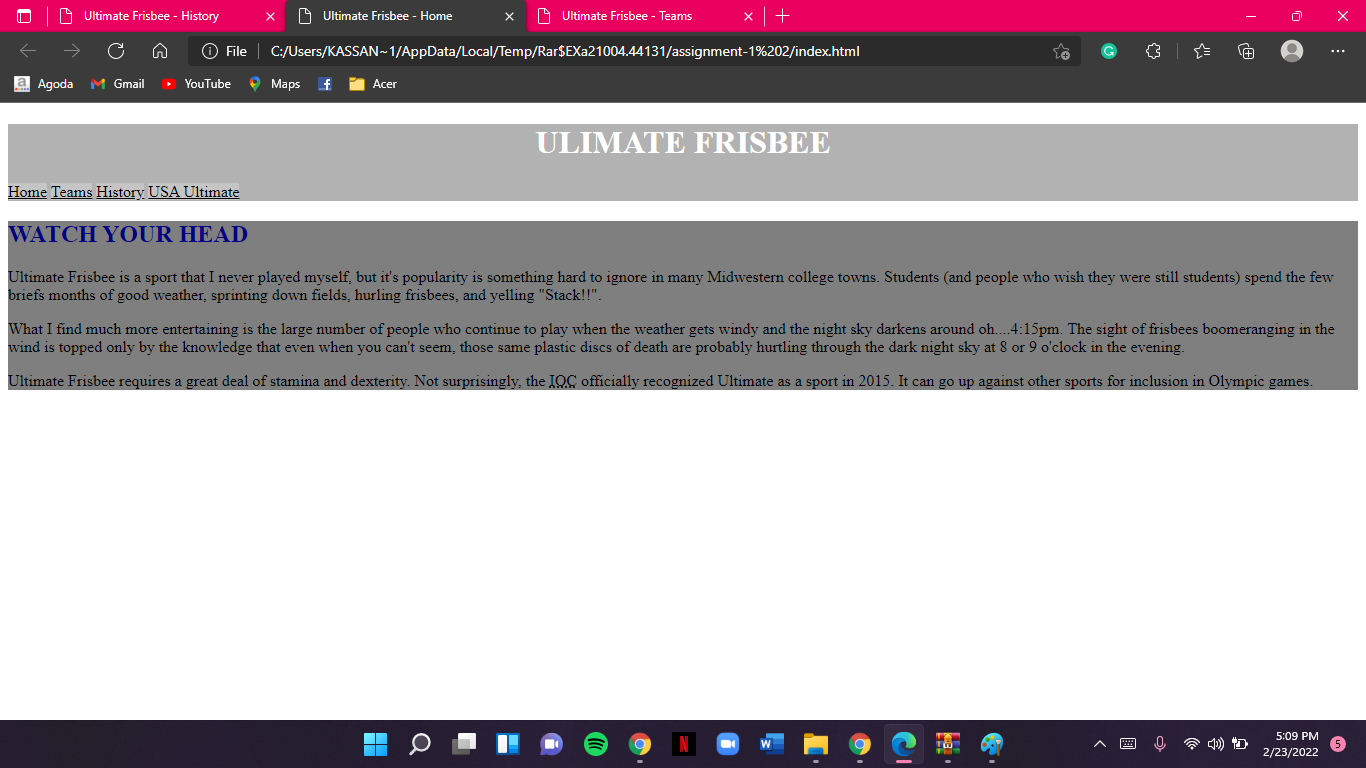 Ultimate Frisbee - History
Ultimate Frisbee - Home
Ultimate Frisbee - Teams
File
C:/Users/KASSAN~1/AppData/Local/Temp/Rar$EXa21004.44131/assignment-1%202/index.html
Agoda
Gmail
YouTube
Maps
Acer
ULIMATE FRISBEE
Home Teams History USA Ultimate
WATCH YOUR HEAD
Ultimate Frisbee is a sport that I never played myself, but it's popularity is something hard to ignore in many Midwestern college towns. Students (and people who wish they were still students) spend the few
briefs months of good weather, sprinting down fields, hurling frisbees, and yelling "Stack!!".
What I find much more entertaining is the large number of people who continue to play when the weather gets windy and the night sky darkens around oh....4:15pm. The sight of frisbees boomeranging in the
wind is topped only by the knowledge that even when you can't seem, those same plastic discs of death are probably hurtling through the dark night sky at 8 or 9 o'clock in the evening.
Ultimate Frisbee requires a great deal of stamina and dexterity. Not surprisingly, the IOC officially recognized Ultimate as a sport in 2015. It can go up against other sports for inclusion in Olympic games.
5:09 PM
2/23/2022
5